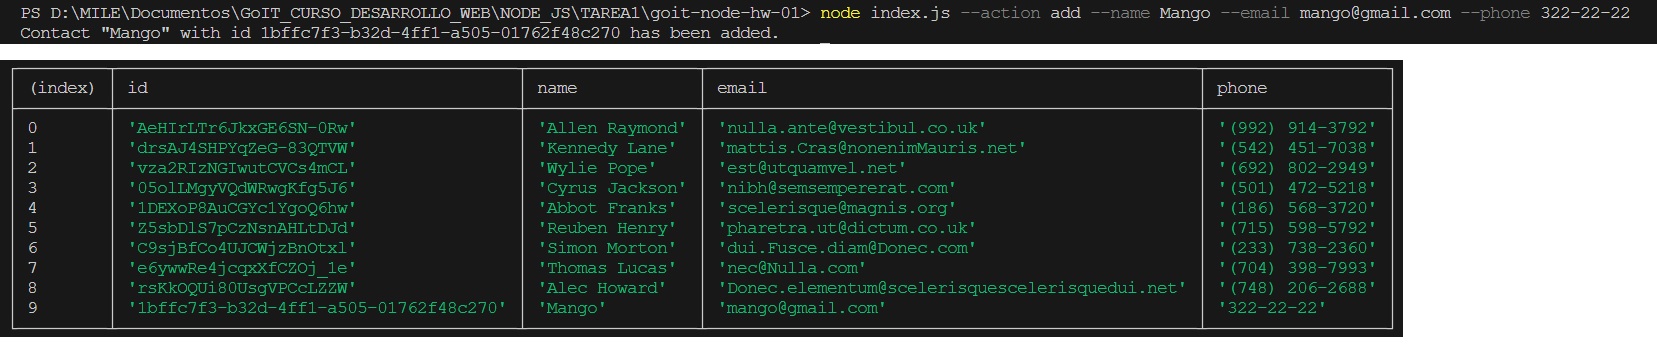 PS D:\MILE\Documentos\GoIT_CURSO_DESARROLLO_WEB\NODE_JS\TAREA1\goit-node-hw-01> node index.js --action add --name Mango --email mango@gmail.com --phone 322-22-22
Contact "Mango" with id 1bffc7f3-b32d-4ff1-a505-01762f48c270 has been added.
(index) id name email phone
0 'AeHIrLTr6JkxGE6SN-0Rw' 'Allen Raymond' 'nulla.ante@vestibul.co.uk' '(992) 914-3792'
1 'drsAJ4SHPYqZeG-83QTVW' 'Kennedy Lane' 'mattis.Cras@nonenimMauris.net' '(542) 451-7038'
2 'vza2RIzNGIwutCVCs4mCL' 'Wylie Pope' 'est@utquamvel.net' '(692) 802-2949'
3 '05olLMgyVQdWRwgKfg5J6' 'Cyrus Jackson' 'nibh@semsempererat.com' '(501) 472-5218'
4 '1DEXoP8AuCGYc1YgoQ6hw' 'Abbot Franks' 'scelerisque@magnis.org' '(186) 568-3720'
5 'Z5sbDlS7pCzNsnAHLtDJd' 'Reuben Henry' 'pharetra.ut@dictum.co.uk' '(715) 598-5792'
6 'C9sjBfCo4UJCWjzBnOtxl' 'Simon Morton' 'dui.Fusce.diam@Donec.com' '(233) 738-2360'
7 'e6ywwRe4jcqxXfCZOj_1e' 'Thomas Lucas' 'nec@Nulla.com' '(704) 398-7993'
8 'rsKkOQUi80UsgVPCcLZZW' 'Alec Howard' 'Donec.elementum@scelerisquescelerisquedui.net' '(748) 206-2688'
9 '1bffc7f3-b32d-4ff1-a505-01762f48c270' 'Mango' 'mango@gmail.com' '322-22-22'